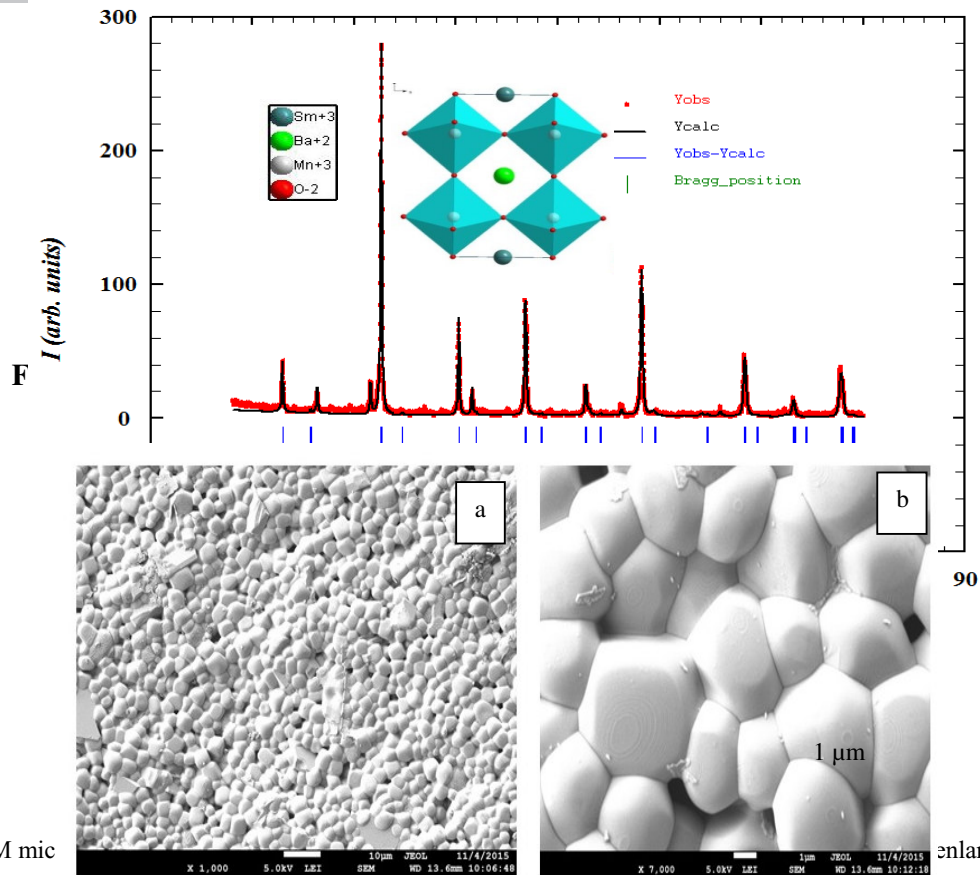 300
200
100
0
I (arb. units)
Sm+3
Ba+2
Mn+3
O-2
Yobs
Ycalc
Yobs-Ycalc
Bragg_position
F
90
a
b
1 µm
M mic
enlar
10µm JEOL 11/4/2015
X 1,000 5.0kV LEI SEM WD 13.6mm 10:06:48
1µm JEOL 11/4/2015
X 7,000 5.0kV LEI SEM WD 13.6mm 10:12:18